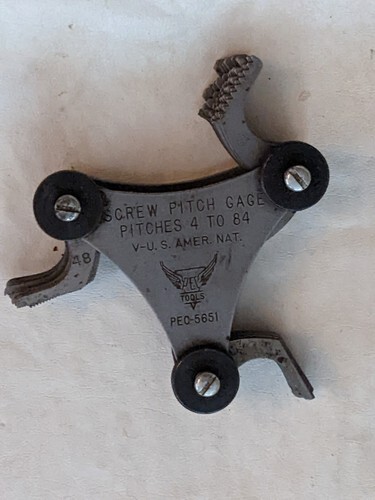 SCREW PITCH GAGE
PITCHES 4 TO 84
V-U.S. AMER. NAT.
TOOLS
PEC-5651
48